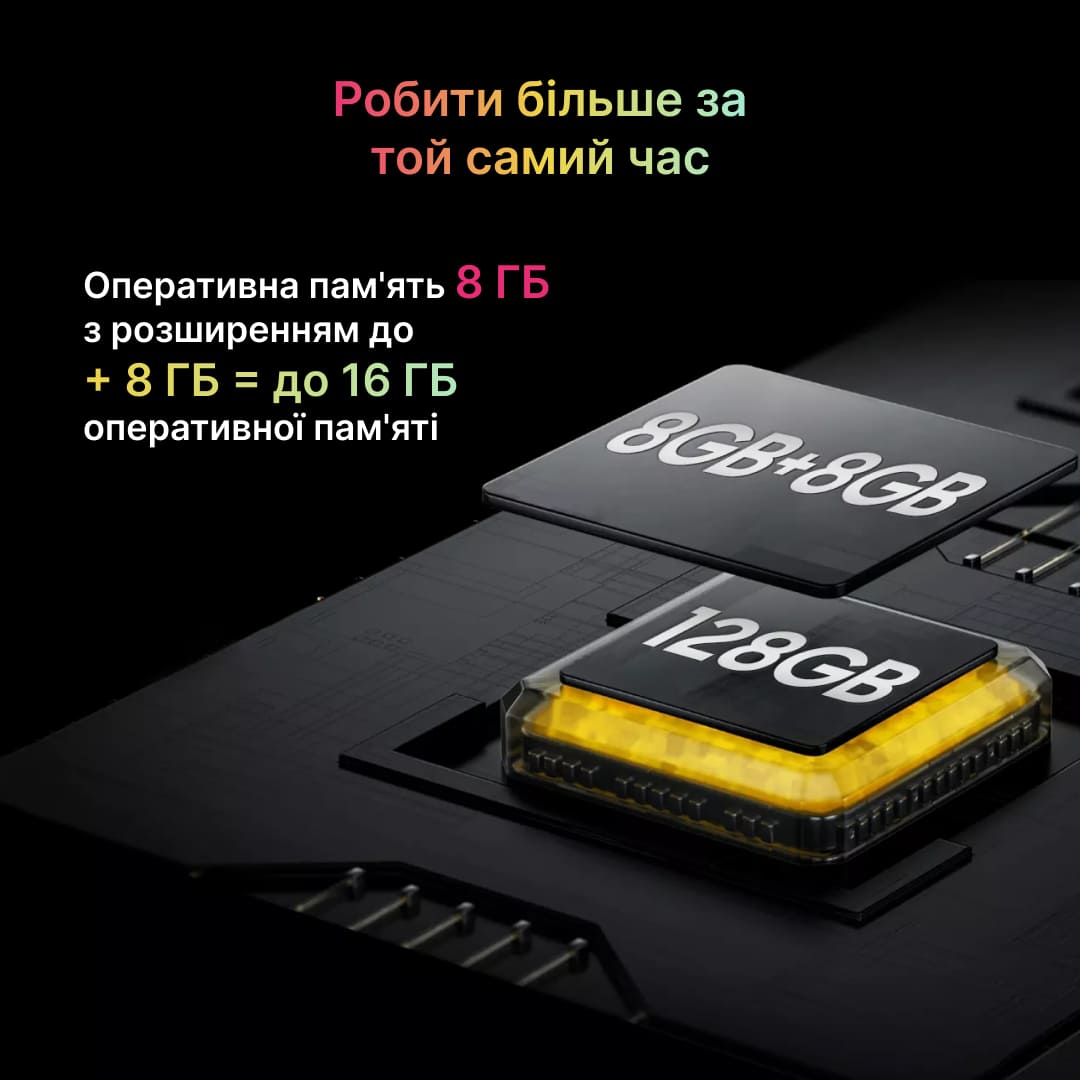 Робити більше за
той самий час
Оперативна пам'ять 8 ГБ
з розширенням до
+ 8 ГБ = до 16 ГБ
оперативної пам'яті
8GB+8GB
128GB